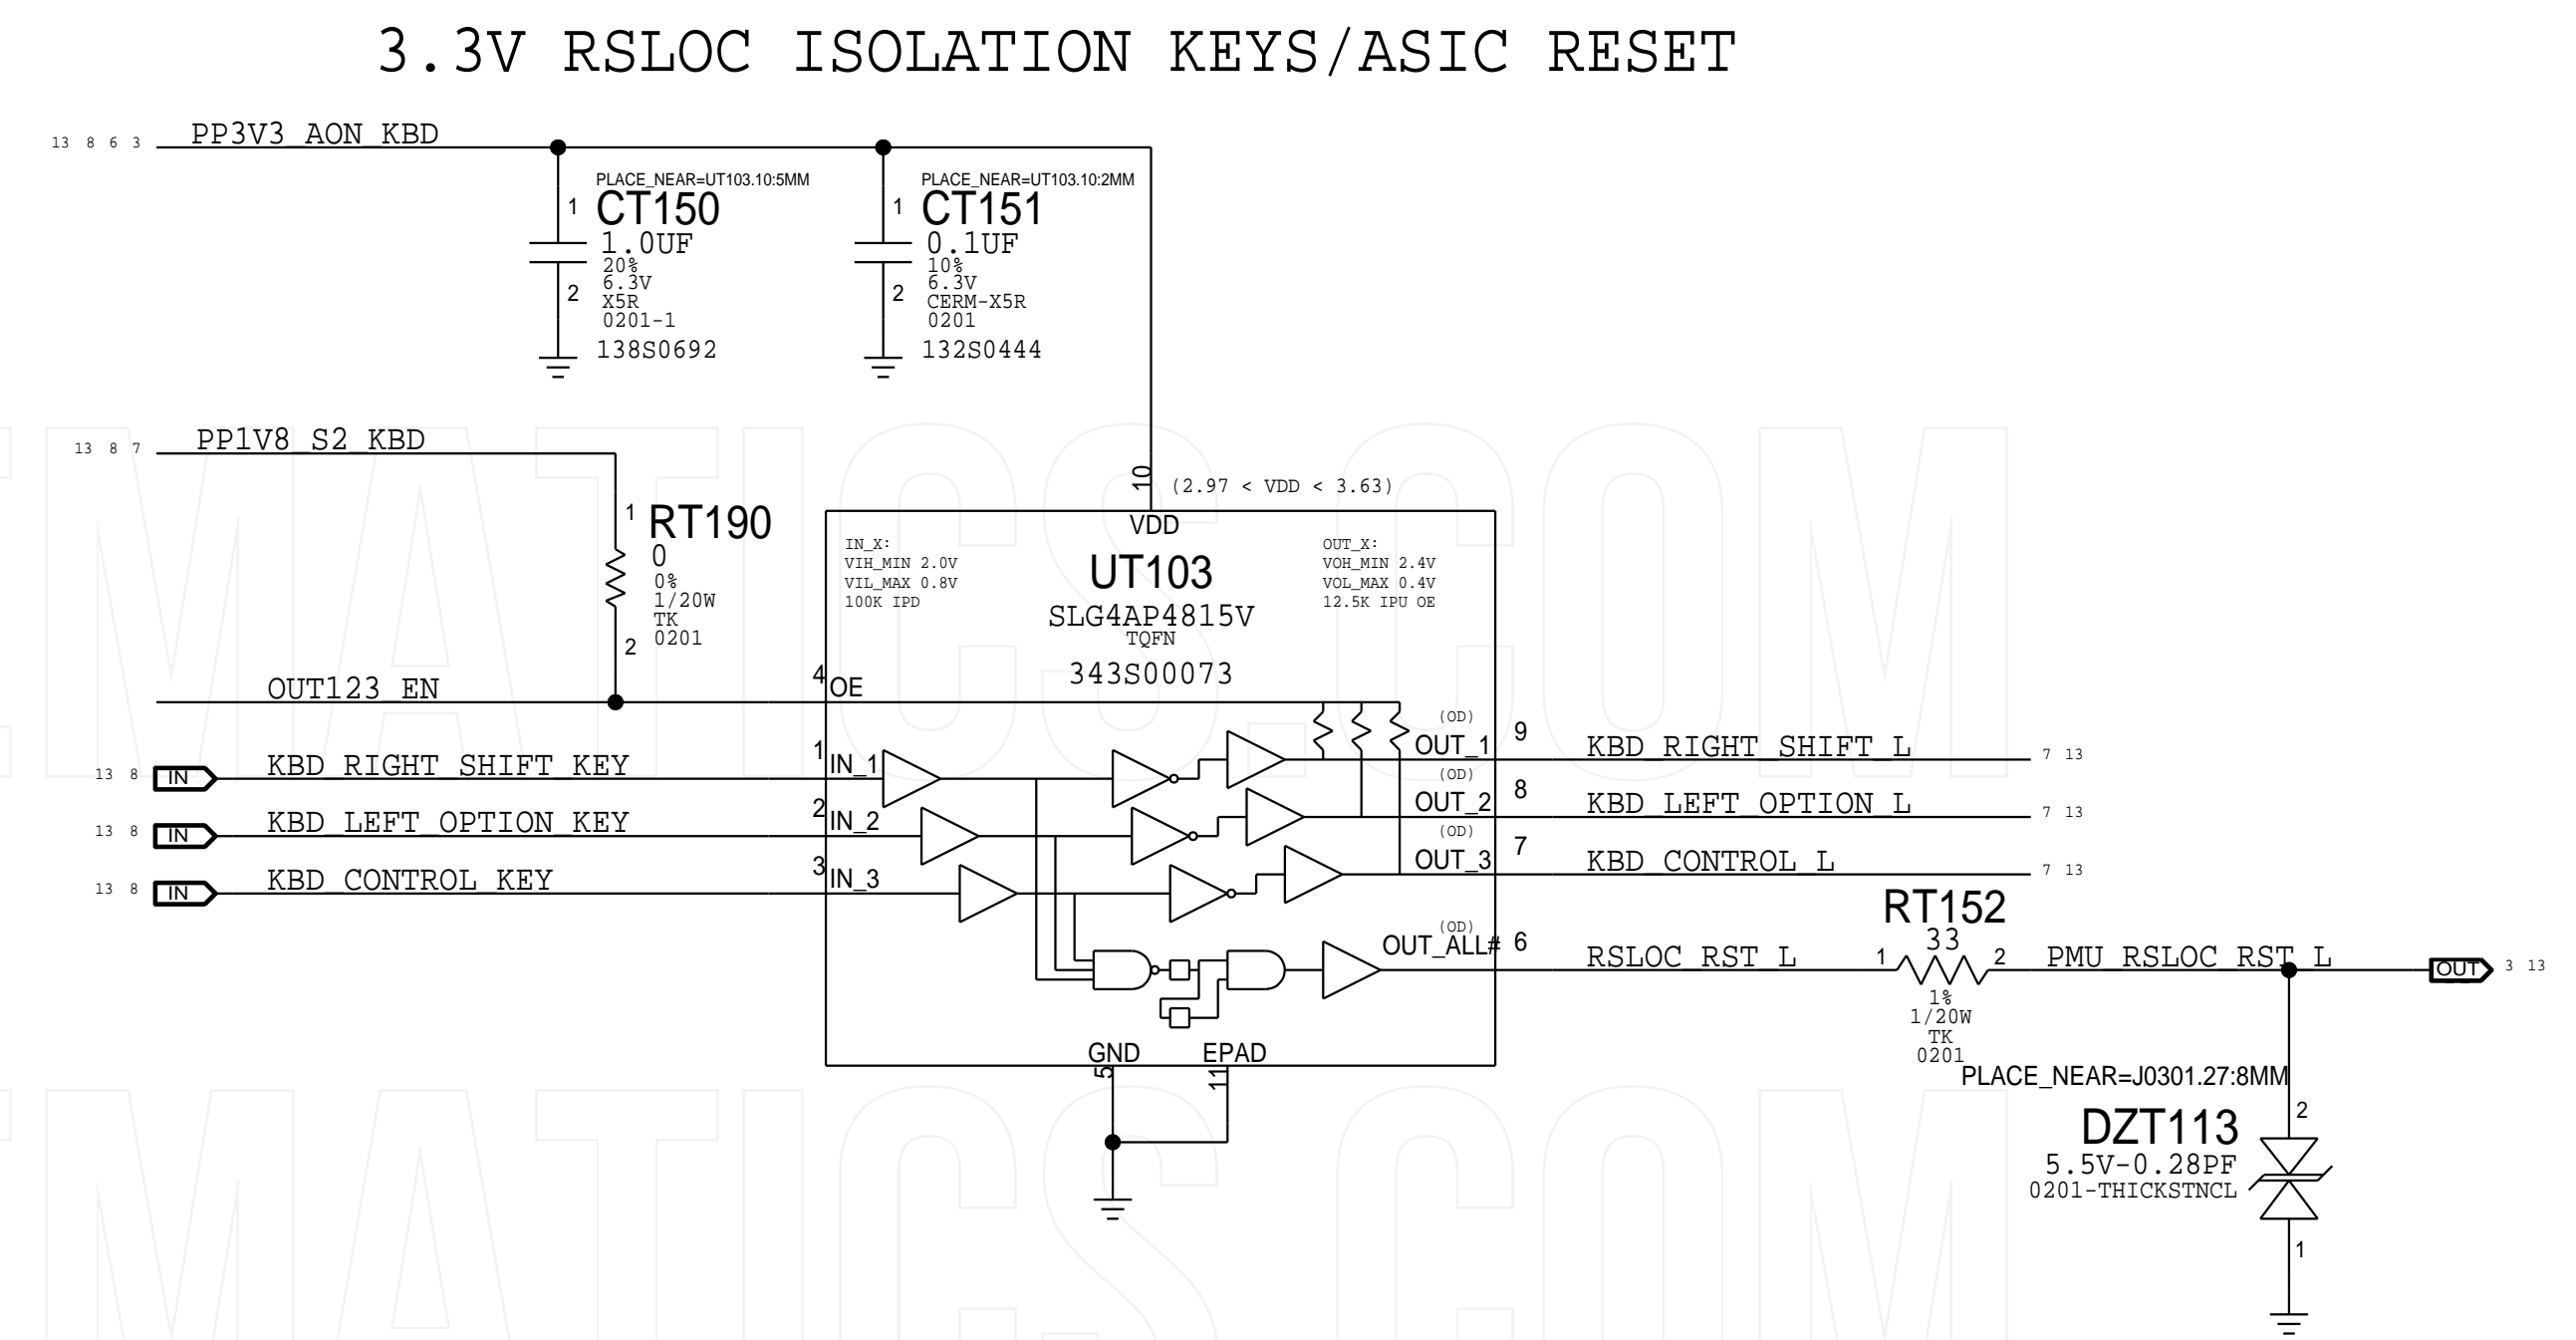 3.3V RSLOC ISOLATION KEYS/ASIC RESET
13 8 6 3 PP3V3_AON_KBD
PLACE_NEAR=UT103.10:5MM
1 CT150
1.0UF
20%
6.3V
2
X5R
0201-1
138S0692
PLACE_NEAR=UT103.10:2MM
1 CT151
0.1UF
10%
6.3V
2
CERM-X5R
0201
132S0444
13 8 7 PP1V8_S2_KBD
1 RT190
0
0%
1/20W
TK
0201
2
10 (2.97 < VDD < 3.63)
VDD
IN_X:
VIH_MIN 2.0V
VIL_MAX 0.8V
100K IPD
UT103
SLG4AP4815V
TQFN
343S00073
OUT_X:
VOH_MIN 2.4V
VOL_MAX 0.4V
12.5K IPU OE
OUT123_EN 4 OE
13 8 IN KBD_RIGHT_SHIFT_KEY 1 IN_1
13 8 IN KBD_LEFT_OPTION_KEY 2 IN_2
13 8 IN KBD_CONTROL_KEY 3 IN_3
(OD)
OUT_1 9 KBD_RIGHT_SHIFT_L 7 13
(OD)
OUT_2 8 KBD_LEFT_OPTION_L 7 13
(OD)
OUT_3 7 KBD_CONTROL_L 7 13
(OD)
OUT_ALL# 6 RSLOC_RST_L
RT152
33
1 2
1%
1/20W
TK
0201
PMU_RSLOC_RST_L OUT 3 13
GND EPAD
5 11
PLACE_NEAR=J0301.27:8MM
2
DZT113
5.5V-0.28PF
0201-THICKSTNCL
1
EMATICS.COM
EMATICS.COM